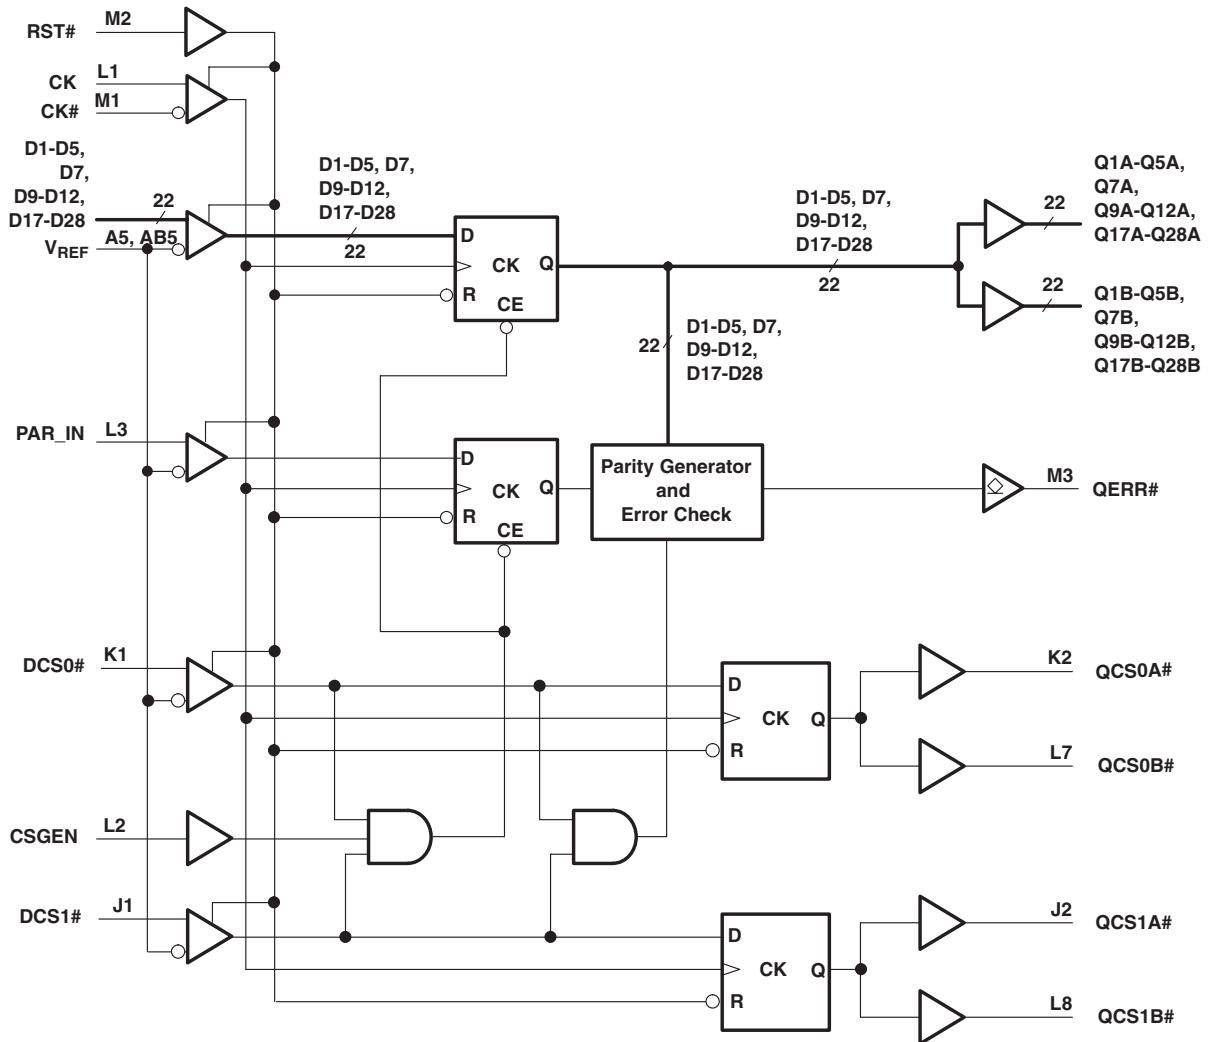 RST#
M2
CK
L1
CK#
M1
D1-D5,
D7,
D9-D12,
D17-D28
22
VREF
A5, AB5
D1-D5, D7,
D9-D12,
D17-D28
22
D
CK
Q
R
CE
D1-D5, D7,
D9-D12,
D17-D28
22
22
Q1A-Q5A,
Q7A,
Q9A-Q12A,
Q17A-Q28A
22
Q1B-Q5B,
Q7B,
Q9B-Q12B,
Q17B-Q28B
22
D1-D5, D7,
D9-D12,
D17-D28
PAR_IN
L3
D
CK
Q
R
CE
Parity Generator
and
Error Check
M3
QERR#
DCS0#
K1
D
CK
Q
R
K2
QCS0A#
L7
QCS0B#
CSGEN
L2
DCS1#
J1
D
CK
Q
R
J2
QCS1A#
L8
QCS1B#